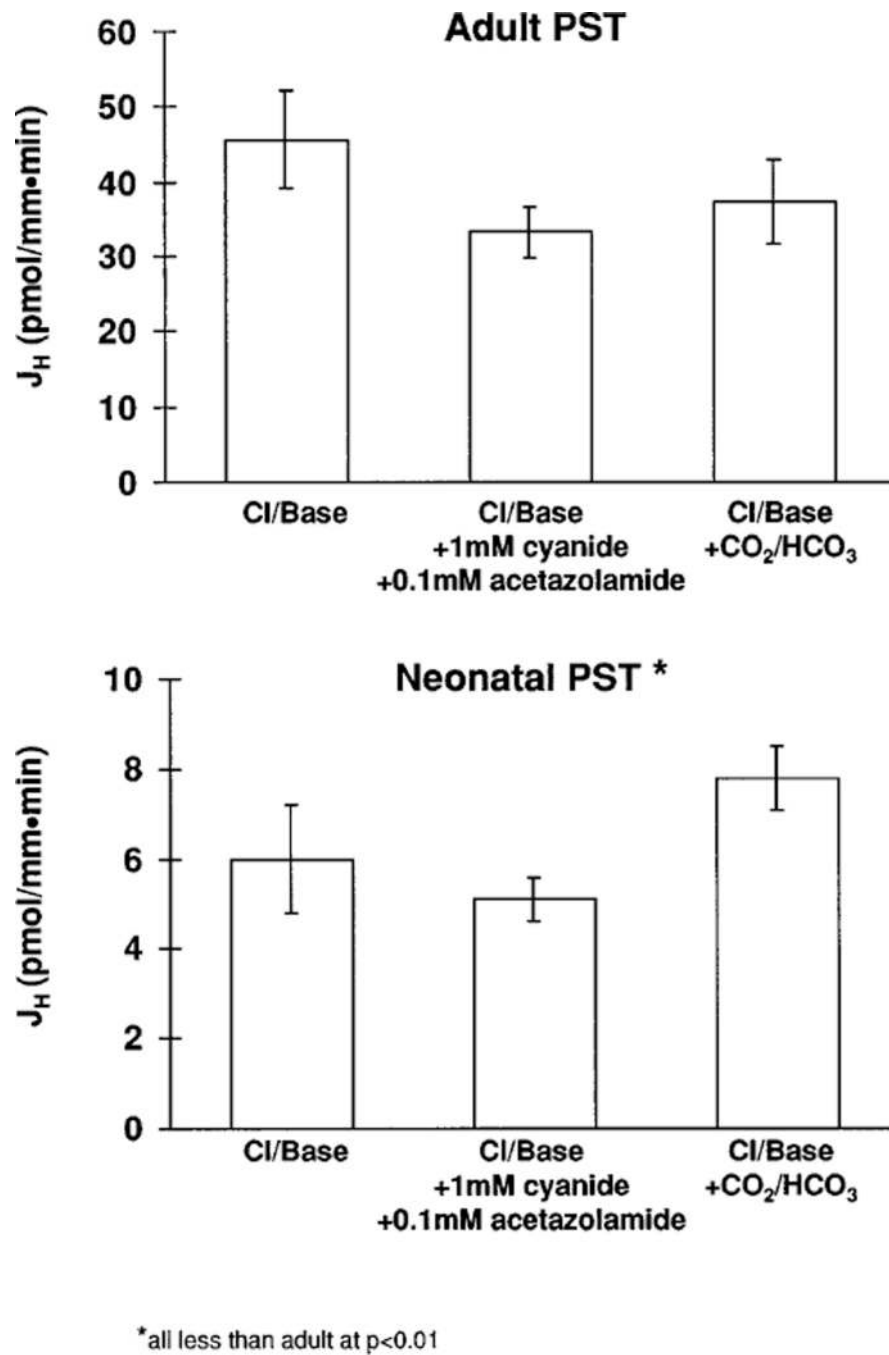 Adult PST
60
50
40
30
20
10
0
J_H (pmol/mm•min)
Cl/Base
Cl/Base
+1mM cyanide
+0.1mM acetazolamide
Cl/Base
+CO₂/HCO₃
Neonatal PST *
10
8
6
4
2
0
J_H (pmol/mm•min)
Cl/Base
Cl/Base
+1mM cyanide
+0.1mM acetazolamide
Cl/Base
+CO₂/HCO₃
*all less than adult at p<0.01